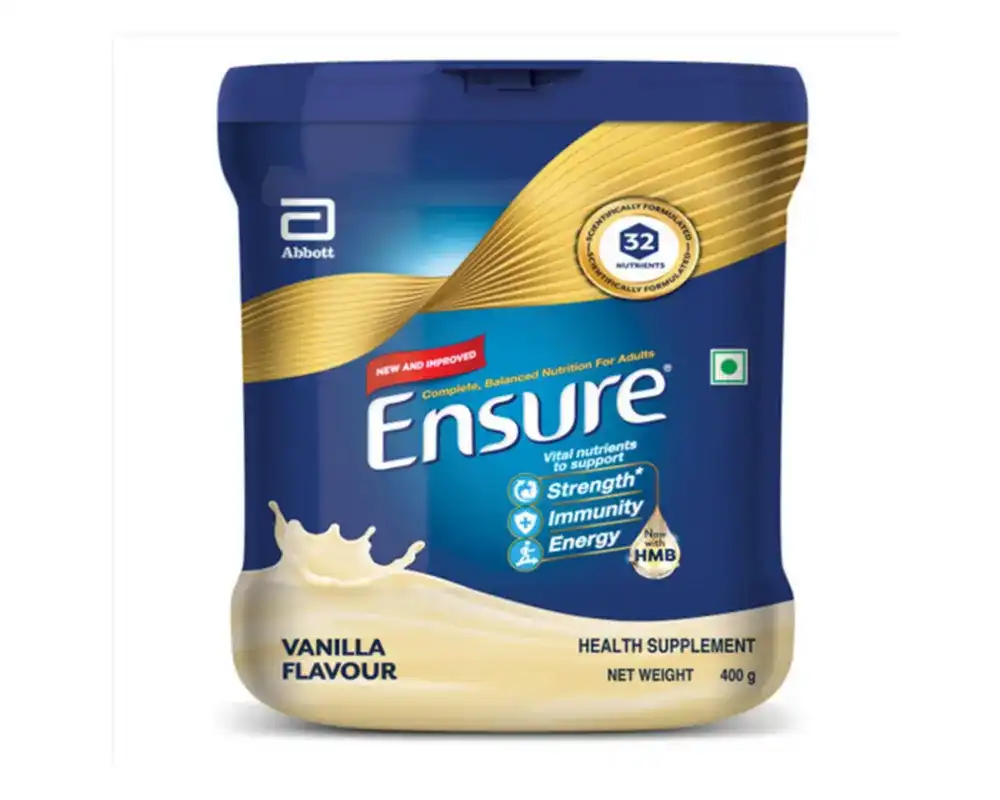 Abbott
SCIENTIFICALLY FORMULATED
32
NUTRIENTS
SCIENTIFICALLY FORMULATED
NEW AND IMPROVED
Complete, Balanced Nutrition For Adults
Ensure®
Vital nutrients
to support
Strength*
Immunity
Energy
Now
with
HMB
VANILLA
FLAVOUR
HEALTH SUPPLEMENT
NET WEIGHT 400 g